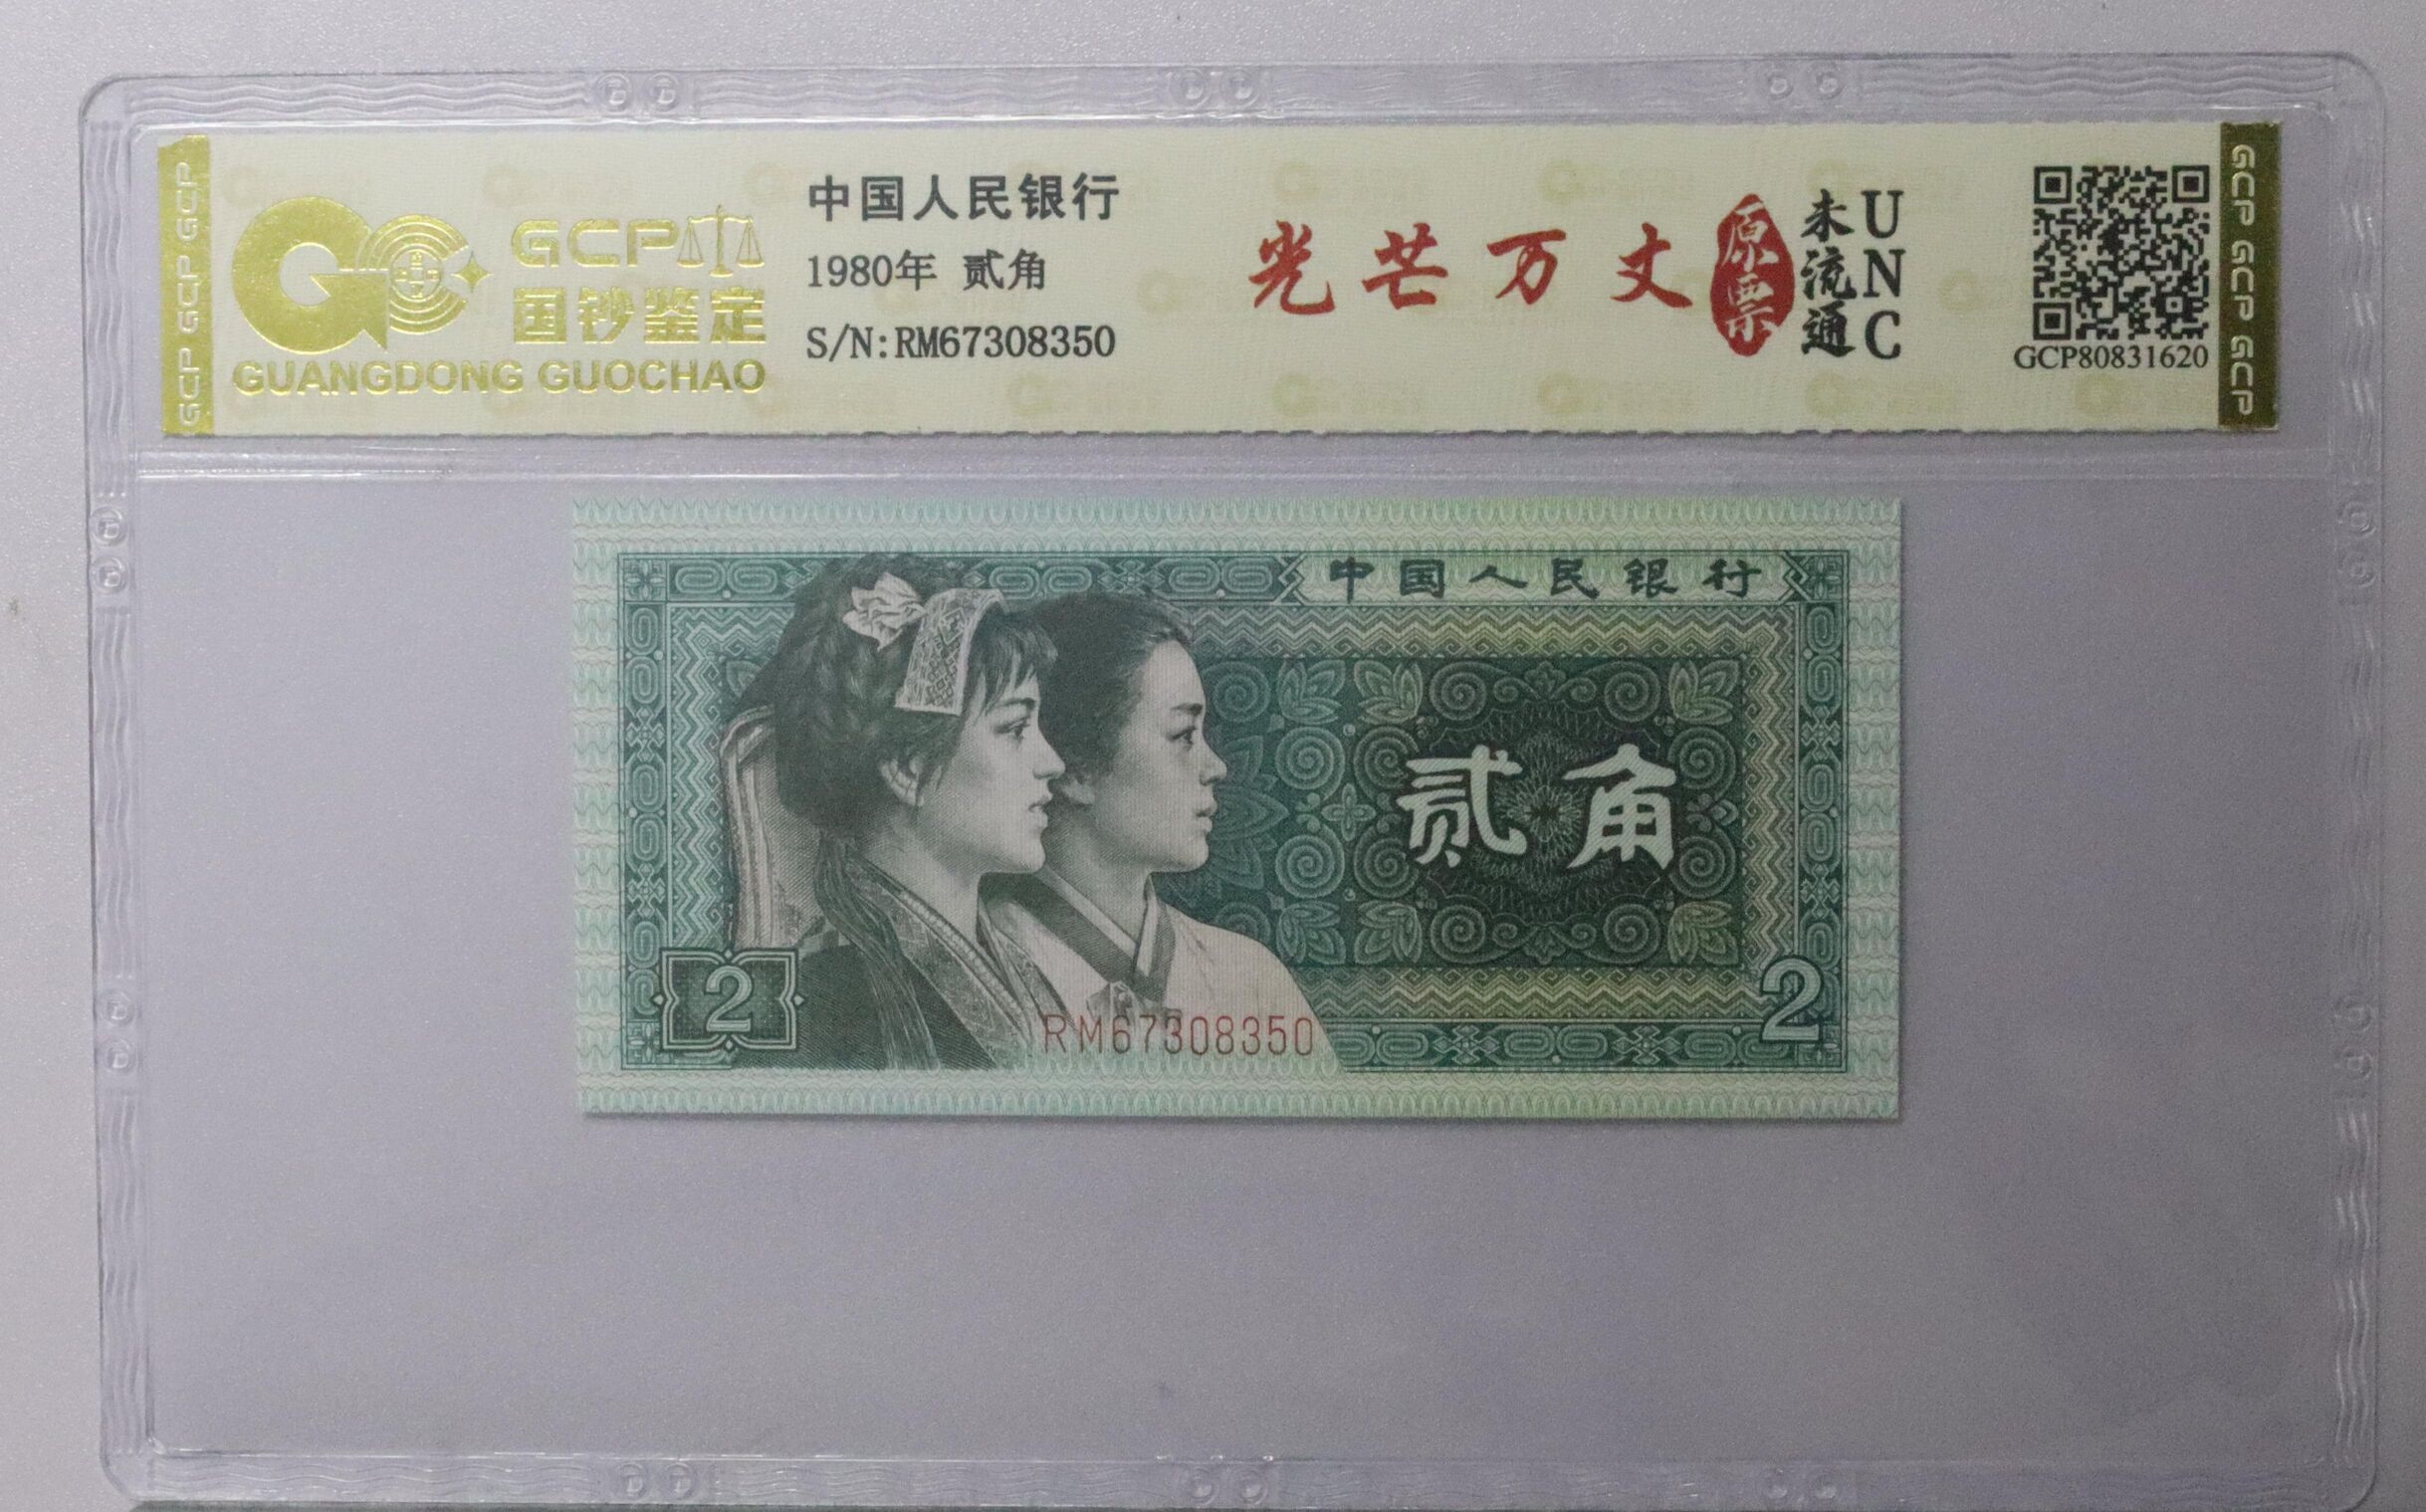 GCP GCP GCP
GCP
国钞鉴定
GUANGDONG GUOCHAO
中国人民银行
1980年 贰角
S/N:RM67308350
光芒万丈
原票
未流通
UNC
GCP80831620
GCP GCP GCP
中国人民银行
贰角
2
2
RM67308350